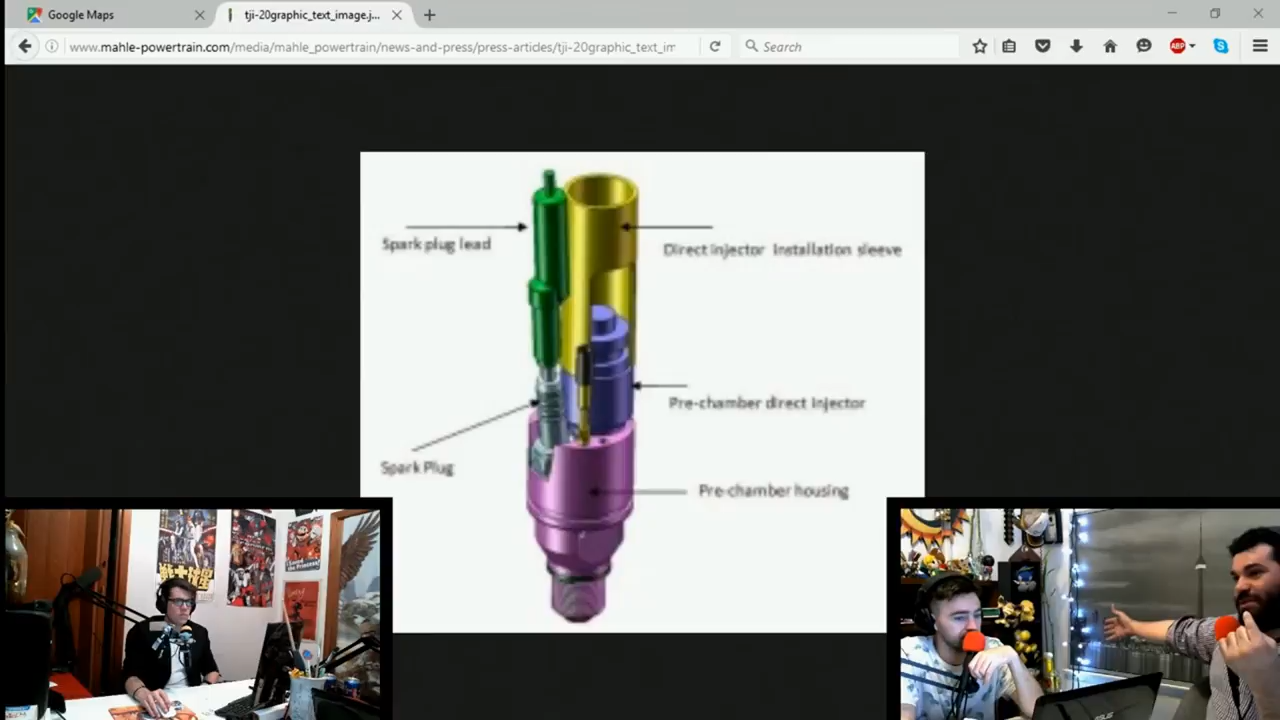 Google Maps
tji-20graphic_text_image.j...
www.mahle-powertrain.com/media/mahle_powertrain/news-and-press/press-articles/tji-20graphic_text_im
Search
ABP
Spark plug lead
Direct injector installation sleeve
Pre-chamber direct injector
Spark Plug
Pre-chamber housing